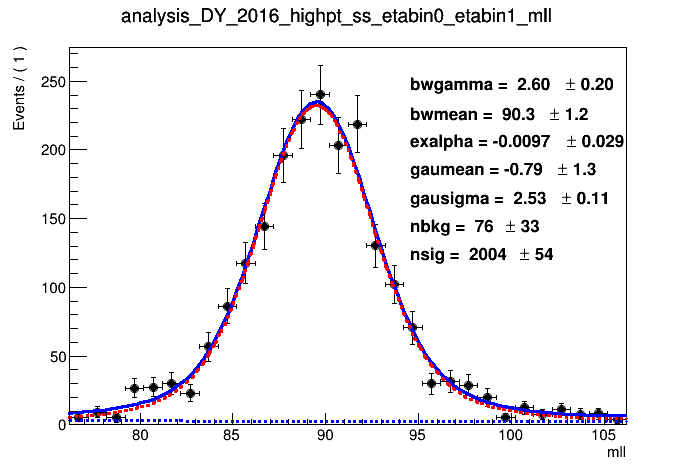 analysis_DY_2016_highpt_ss_etabin0_etabin1_mll
Events / ( 1 )
250
200
150
100
50
0
bwgamma = 2.60 ± 0.20
bwmean = 90.3 ± 1.2
exalpha = -0.0097 ± 0.029
gaumean = -0.79 ± 1.3
gausigma = 2.53 ± 0.11
nbkg = 76 ± 33
nsig = 2004 ± 54
80 85 90 95 100 105
mll